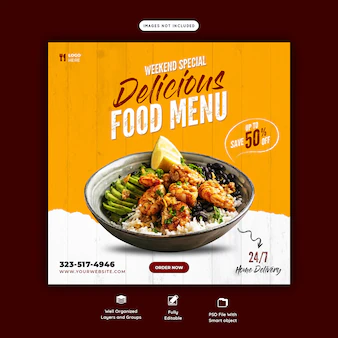 IMAGES NOT INCLUDED
LOGO
HERE
WEEKEND SPECIAL
Delicious
FOOD MENU
UP TO
SAVE 50% OFF
323-517-4946
WWW.YOURWEBSITE.COM
ORDER NOW
24/7
Home Delivery
Well Organized
Layers and Groups
Fully
Editable
PSD File With
Smart object